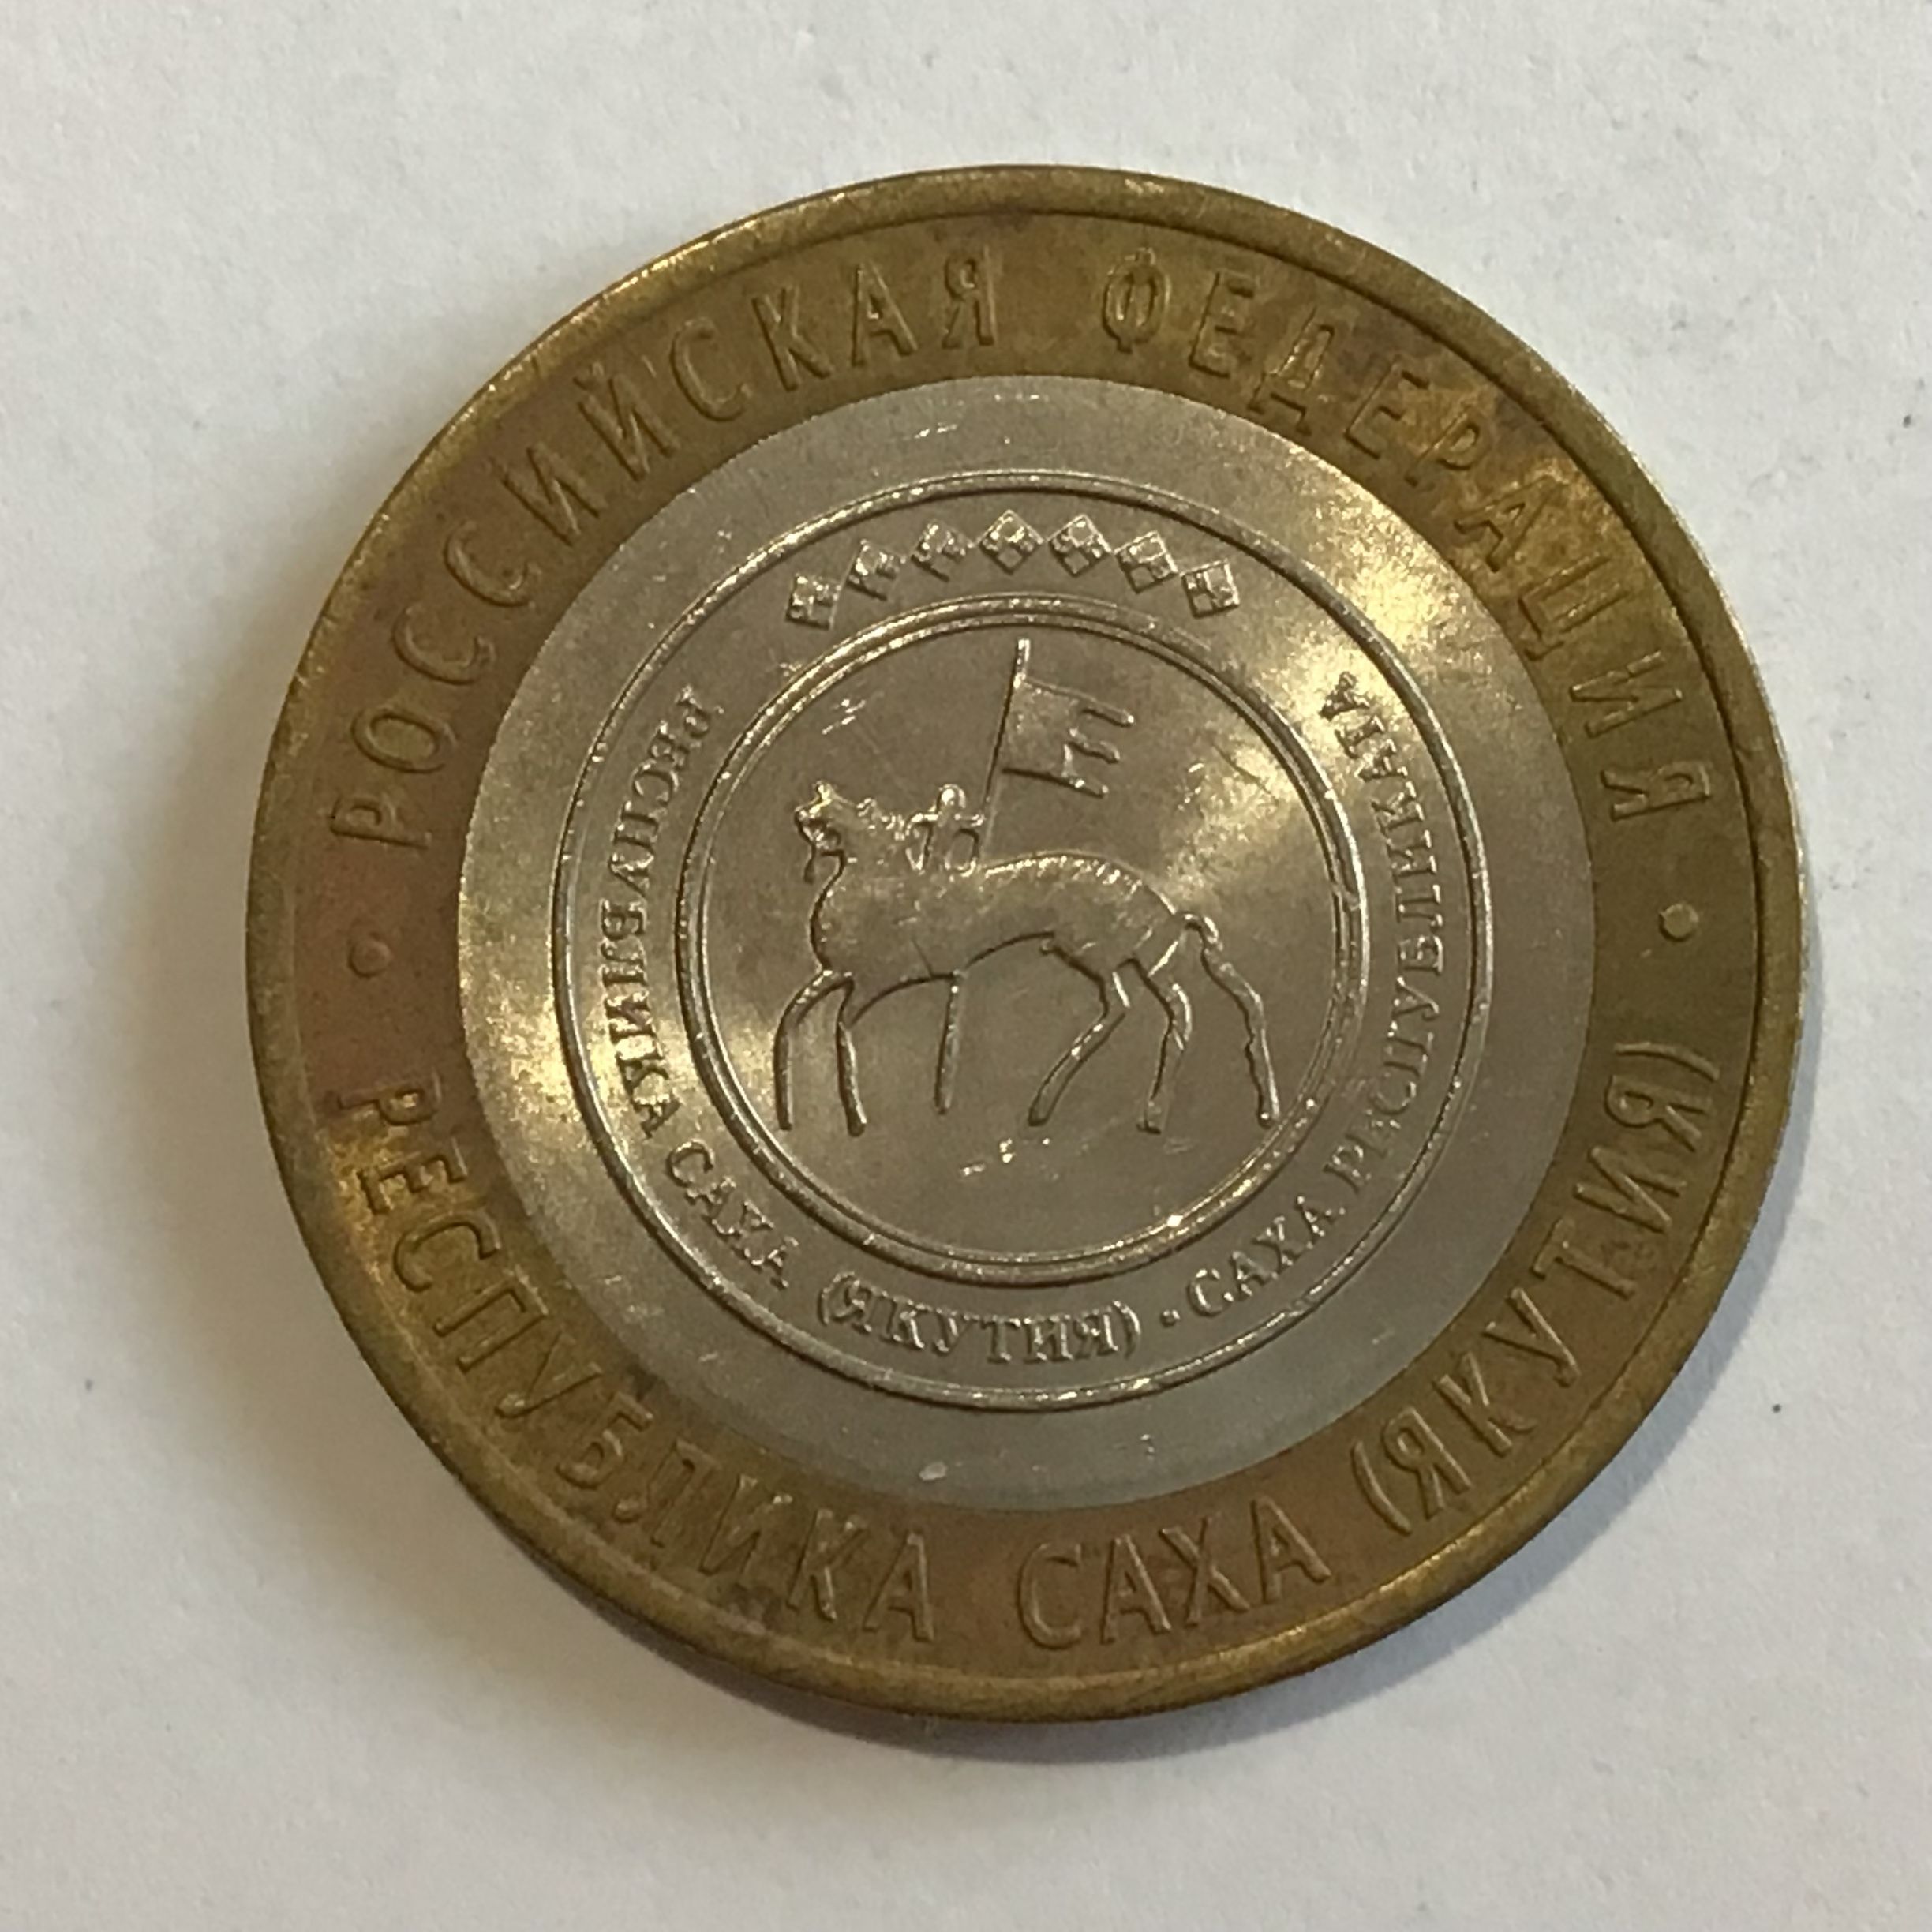 РОССИЙСКАЯ ФЕДЕРАЦИЯ
РЕСПУБЛИКА САХА (ЯКУТИЯ)
РЕСПУБЛИКА САХА (ЯКУТИЯ) • САХА РЕСПУБЛИКАТА